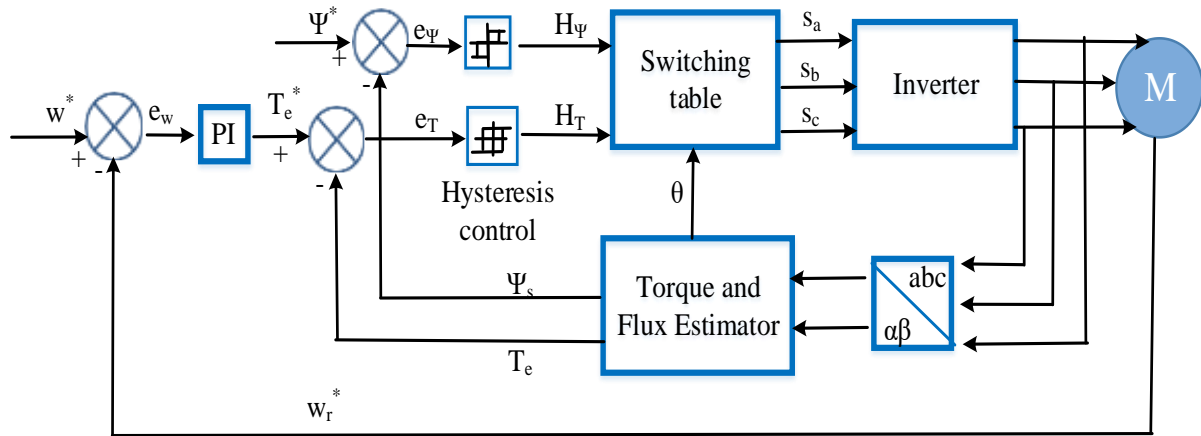 Ψ*
+
-
eΨ
HΨ
Switching
table
sa
sb
sc
Inverter
M
w*
+
-
ew
PI
Te*
+
-
eT
HT
Hysteresis
control
θ
Ψs
Te
Torque and
Flux Estimator
abc
αβ
wr*